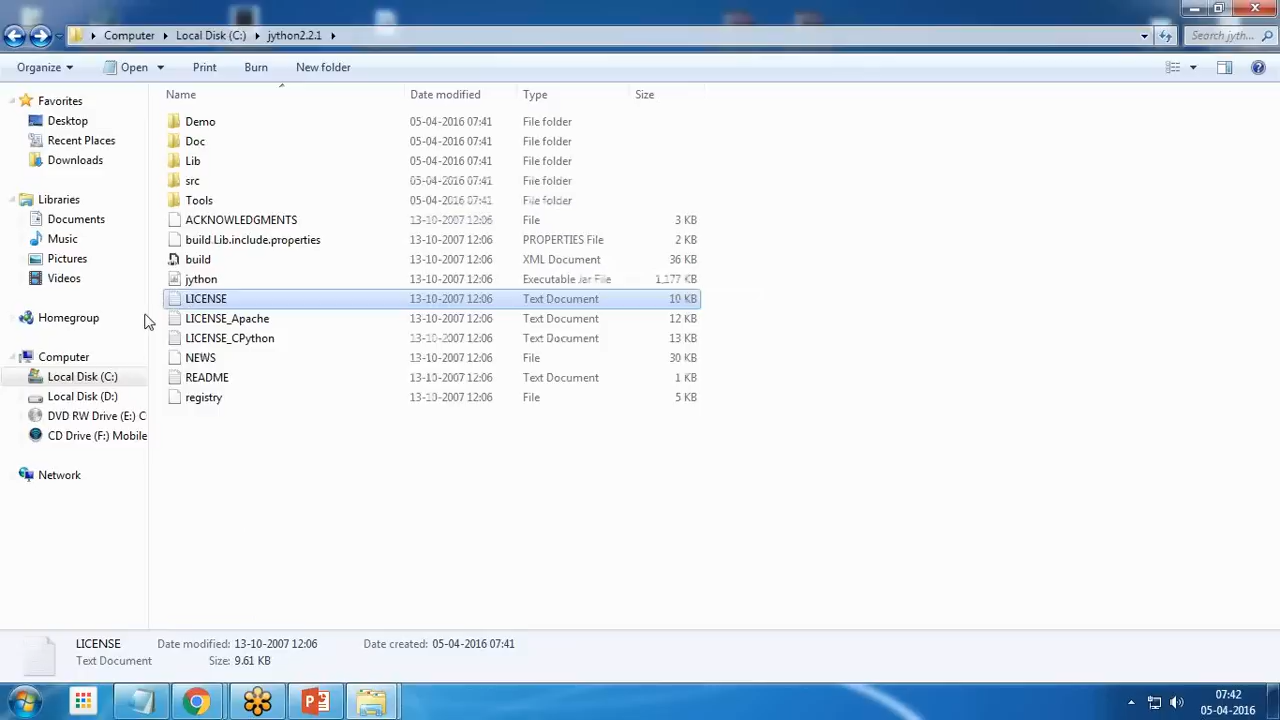 Computer Local Disk (C:) jython2.2.1 Search jyth...
Organize Open Print Burn New folder
Name Date modified Type Size
Favorites
Desktop
Recent Places
Downloads
Libraries
Documents
Music
Pictures
Videos
Homegroup
Computer
Local Disk (C:)
Local Disk (D:)
DVD RW Drive (E:) C
CD Drive (F:) Mobile
Network
Demo 05-04-2016 07:41 File folder
Doc 05-04-2016 07:41 File folder
Lib 05-04-2016 07:41 File folder
src 05-04-2016 07:41 File folder
Tools 05-04-2016 07:41 File folder
ACKNOWLEDGMENTS 13-10-2007 12:06 File 3 KB
build.Lib.include.properties 13-10-2007 12:06 PROPERTIES File 2 KB
build 13-10-2007 12:06 XML Document 36 KB
jython 13-10-2007 12:06 Executable Jar File 1,177 KB
LICENSE 13-10-2007 12:06 Text Document 10 KB
LICENSE_Apache 13-10-2007 12:06 Text Document 12 KB
LICENSE_CPython 13-10-2007 12:06 Text Document 13 KB
NEWS 13-10-2007 12:06 File 30 KB
README 13-10-2007 12:06 Text Document 1 KB
registry 13-10-2007 12:06 File 5 KB
LICENSE Date modified: 13-10-2007 12:06 Date created: 05-04-2016 07:41
Text Document Size: 9.61 KB
07:42
05-04-2016